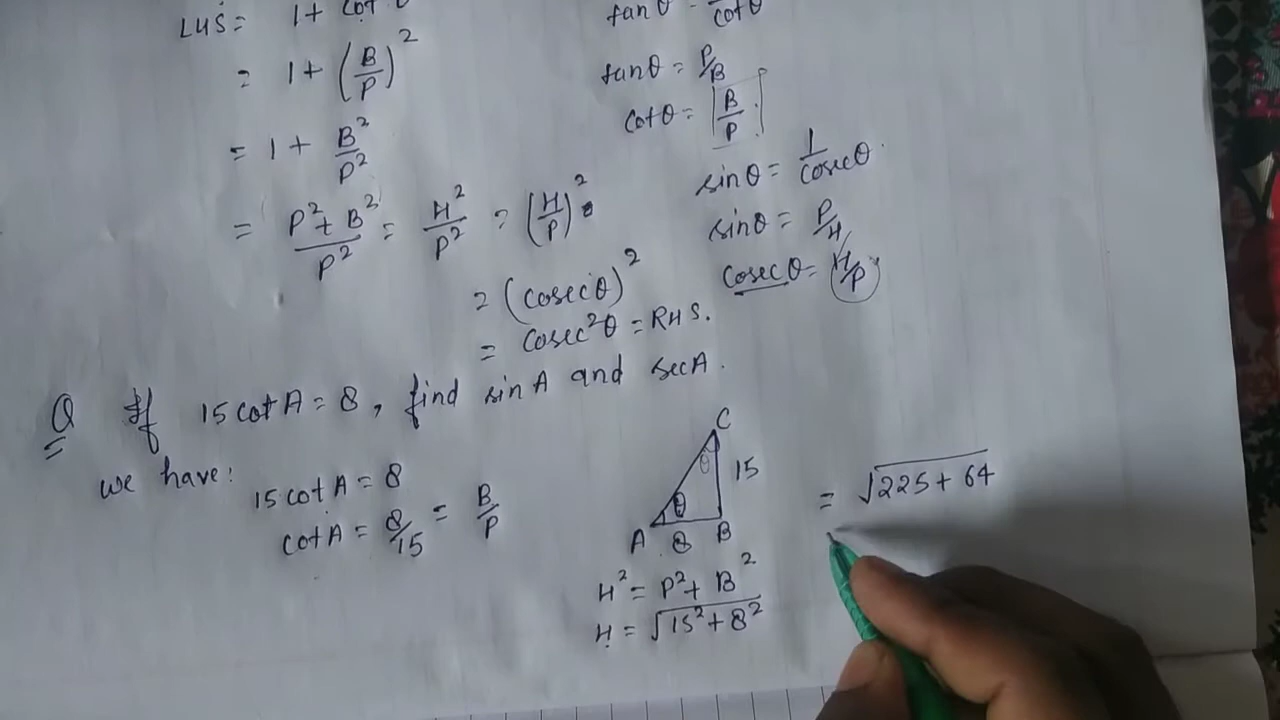 LHS = 1 + cot
= 1 + (B/P)²
= 1 + B²/P²
= P² + B²/P² = H²/P² = (H/P)²
= (cosecθ)²
= cosec²θ = RHS.
tanθ = /cotθ
tanθ = P/B
cotθ = B/P
sinθ = 1/cosecθ
sinθ = P/H
cosecθ = H/P
Q If 15 cot A = 8, find sin A and sec A.
we have:
15 cot A = 8
cot A = 8/15 = B/P
C
θ
15
θ
A 8 B
H² = P² + B²
H = √15² + 8²
= √225 + 64